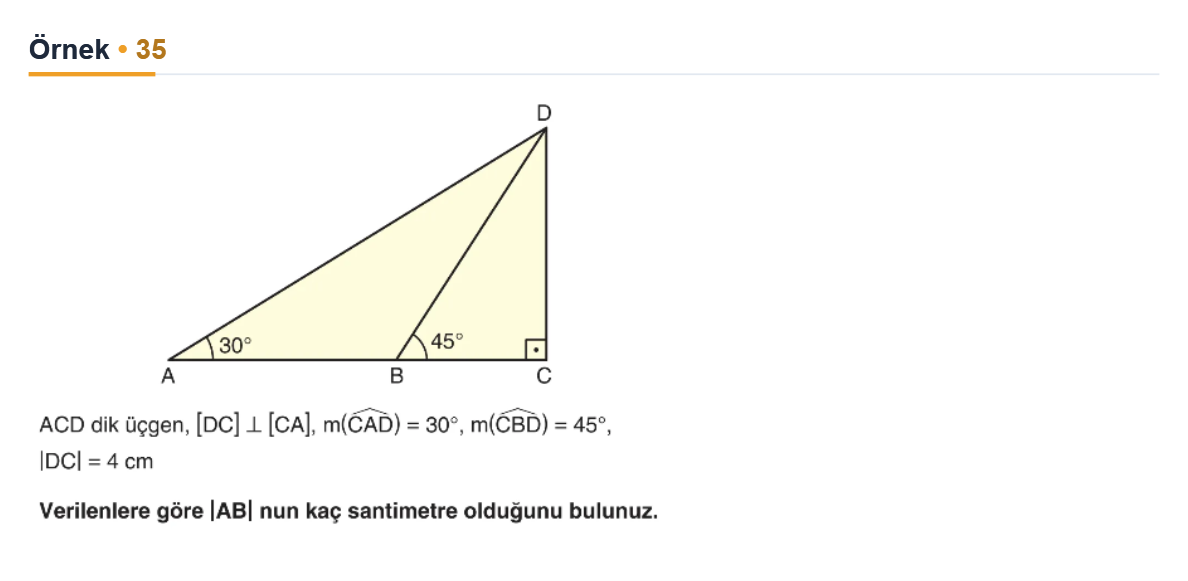 Örnek • 35
D
30°
45°
A
B
C
ACD dik üçgen, [DC] ⊥ [CA], m(CAD) = 30°, m(CBD) = 45°,
|DC| = 4 cm
Verilenlere göre |AB| nun kaç santimetre olduğunu bulunuz.